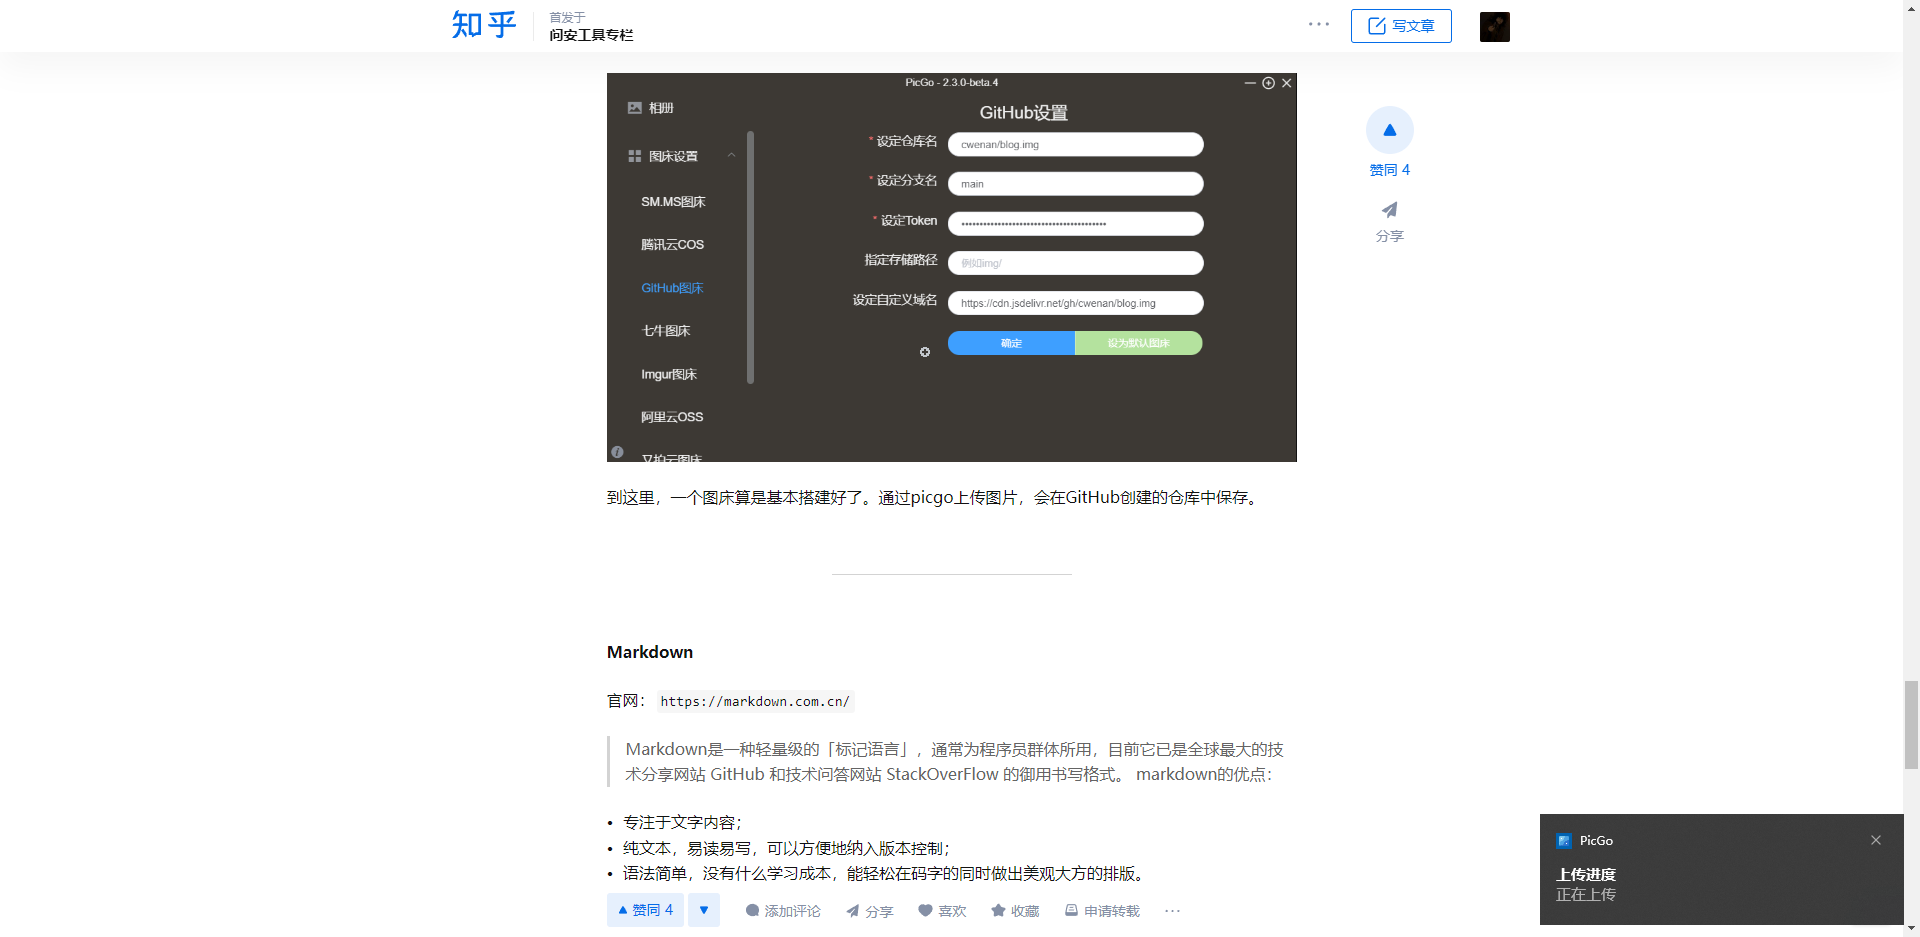 知乎
首发于
问安工具专栏
写文章
PicGo - 2.3.0-beta.4
相册
GitHub设置
* 设定仓库名
cwenan/blog.img
图床设置
* 设定分支名
main
SM.MS图床
* 设定Token
腾讯云COS
指定存储路径
例如img/
GitHub图床
设定自定义域名
https://cdn.jsdelivr.net/gh/cwenan/blog.img
七牛图床
确定
设为默认图床
Imgur图床
阿里云OSS
又拍云图床
赞同 4
分享
到这里，一个图床算是基本搭建好了。通过picgo上传图片，会在GitHub创建的仓库中保存。
Markdown
官网： https://markdown.com.cn/
Markdown是一种轻量级的「标记语言」，通常为程序员群体所用，目前它已是全球最大的技
术分享网站 GitHub 和技术问答网站 StackOverFlow 的御用书写格式。 markdown的优点：
• 专注于文字内容；
• 纯文本，易读易写，可以方便地纳入版本控制；
• 语法简单，没有什么学习成本，能轻松在码字的同时做出美观大方的排版。
赞同 4 添加评论 分享 喜欢 收藏 申请转载
PicGo
上传进度
正在上传